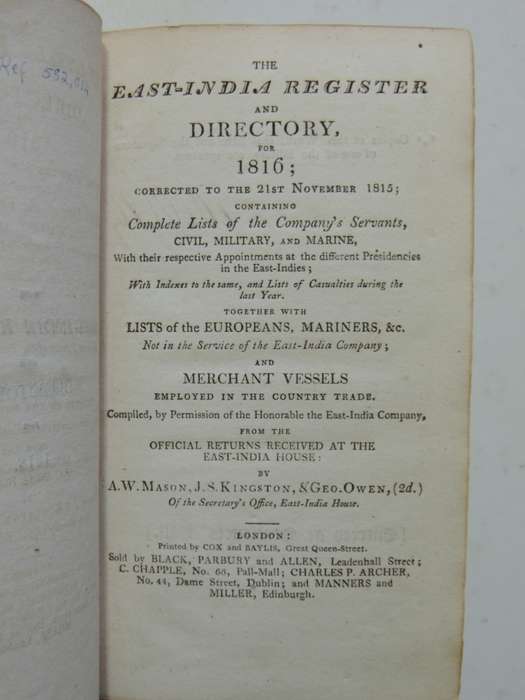 Ref 592,
THE
EAST-INDIA REGISTER
AND
DIRECTORY,
FOR
1816;
CORRECTED TO THE 21ST NOVEMBER 1815;
CONTAINING
Complete Lists of the Company's Servants,
CIVIL, MILITARY, AND MARINE,
With their respective Appointments at the different Presidencies
in the East-Indies;
With Indexes to the same, and Lists of Casualties during the
last Year.
TOGETHER WITH
LISTS of the EUROPEANS, MARINERS, &c.
Not in the Service of the East-India Company;
AND
MERCHANT VESSELS
EMPLOYED IN THE COUNTRY TRADE.
Compiled, by Permission of the Honorable the East-India Company,
FROM THE
OFFICIAL RETURNS RECEIVED AT THE
EAST-INDIA HOUSE:
BY
A. W. MASON, J. S. KINGSTON, & GEO. OWEN, (2d.)
Of the Secretary's Office, East-India House.
LONDON:
Printed by COX and BAYLIS, Great Queen-Street.
Sold by BLACK, PARBURY and ALLEN, Leadenhall Street;
C. CHAPPLE, No. 66, Pall-Mall; CHARLES P. ARCHER,
No. 44, Dame Street, Dublin; and MANNERS and
MILLER, Edinburgh.